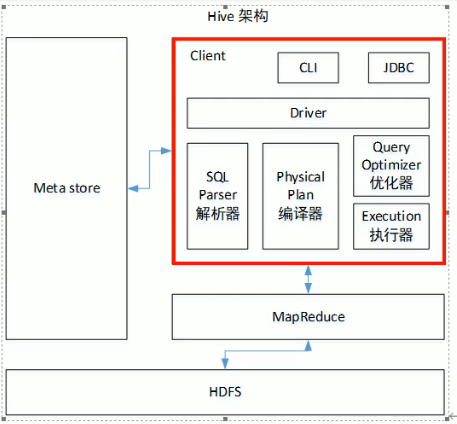 Hive 架构
Client
CLI
JDBC
Driver
Meta store
SQL
Parser
解析器
Physical
Plan
编译器
Query
Optimizer
优化器
Execution
执行器
MapReduce
HDFS